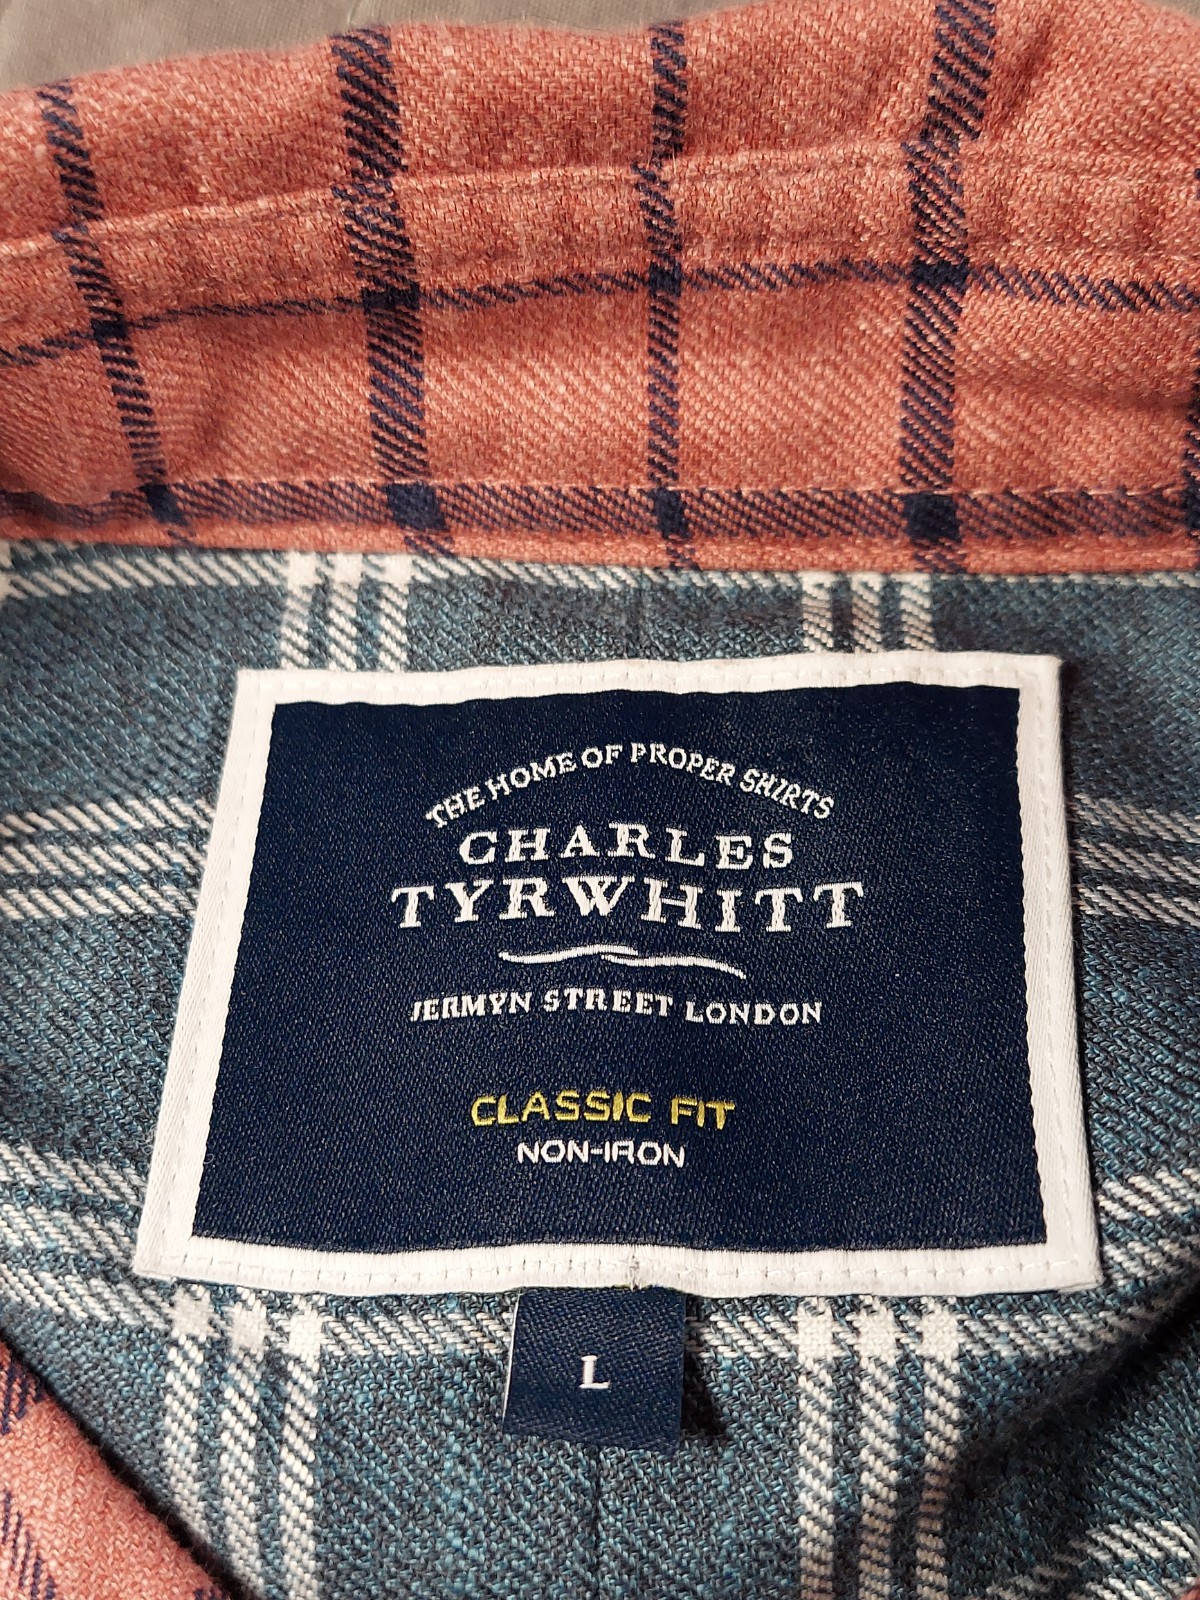 THE HOME OF PROPER SHIRTS
CHARLES
TYRWHITT
JERMYN STREET LONDON
CLASSIC FIT
NON-IRON
L